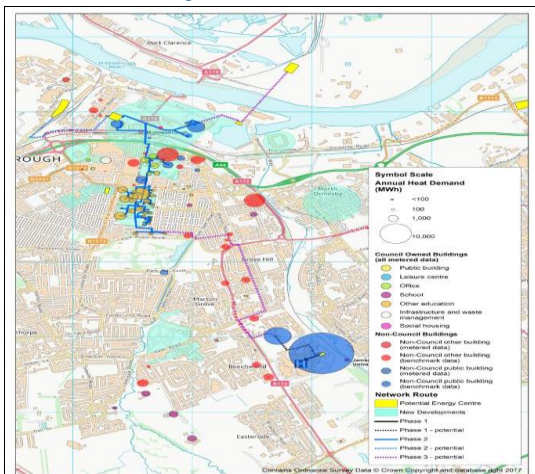 Port Clarence
A178
A1185
ROUGH
A66
North Ormesby
Grove Hill
Marton Grove
thorpe
Beechwood
A172
Easterside
Symbol Scale
Annual Heat Demand
(MWh)
<100
100
1,000
10,000
Council Owned Buildings
(all metered data)
Public building
Leisure centre
Office
School
Other education
Infrastructure and waste
management
Social housing
Non-Council Buildings
Non-Council other building
(metered data)
Non-Council other building
(benchmark data)
Non-Council public building
(metered data)
Non-Council public building
(benchmark data)
Network Route
Potential Energy Centre
New Developments
Phase 1
Phase 1 - potential
Phase 2
Phase 2 - potential
Phase 3 - potential
Contains Ordnance Survey Data © Crown Copyright and database right 2017